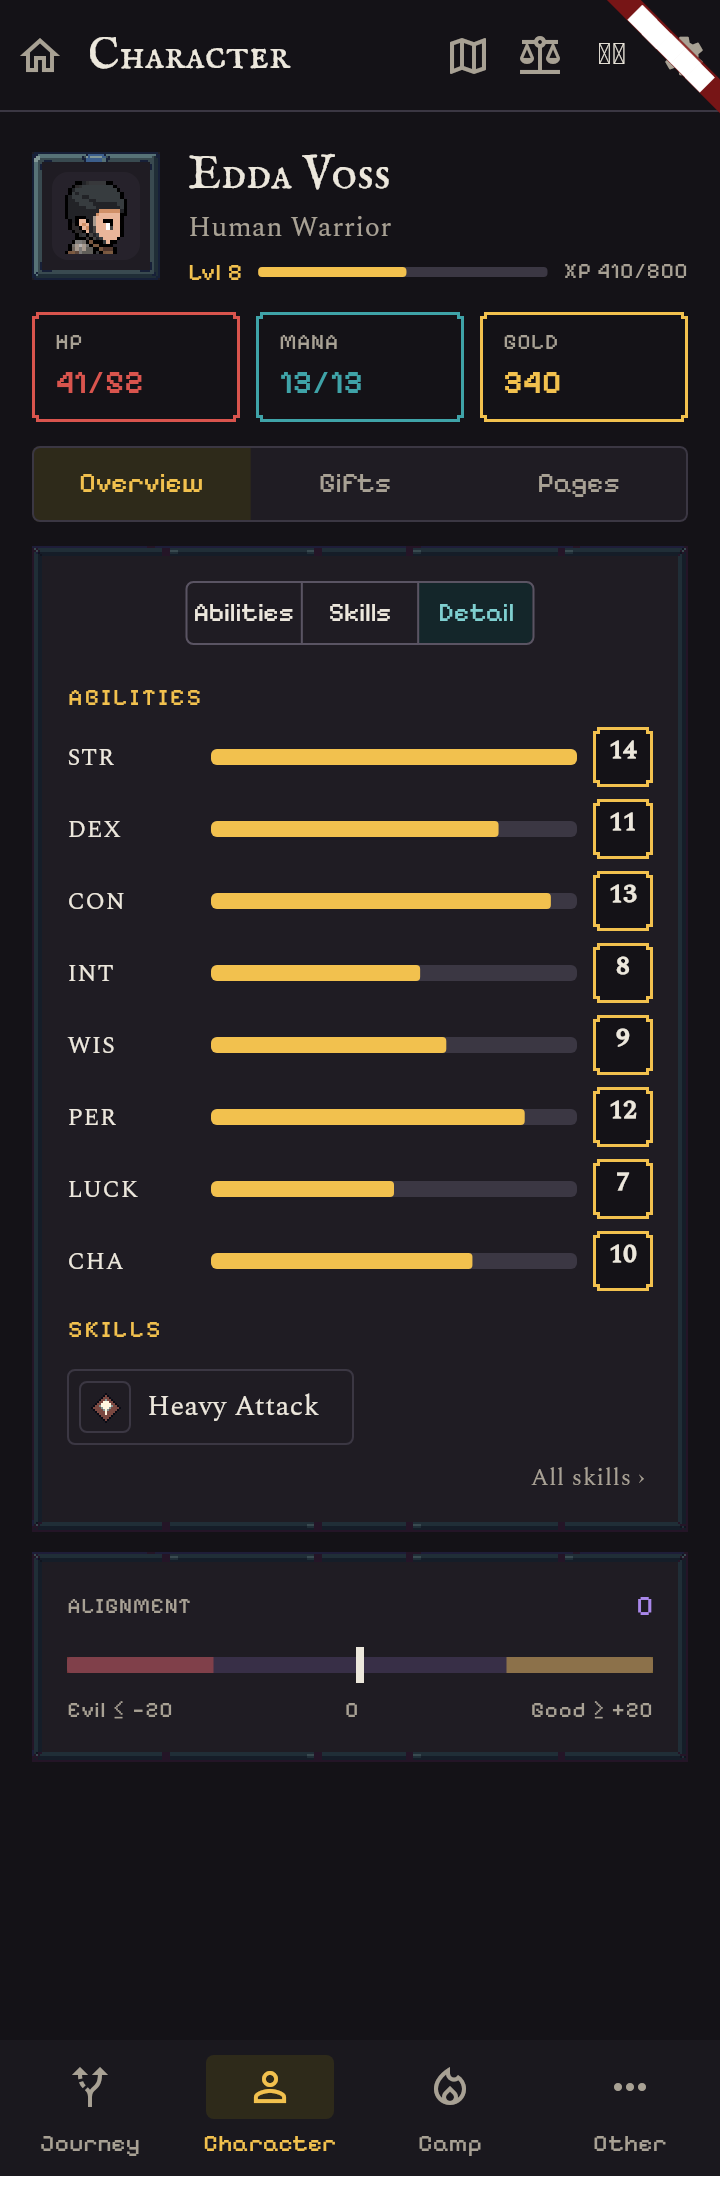 Character
Edda Voss
Human Warrior
Lvl 8
XP 410/800
HP
41/52
MANA
13/13
GOLD
340
Overview
Gifts
Pages
Abilities
Skills
Detail
ABILITIES
STR
14
DEX
11
CON
13
INT
8
WIS
9
PER
12
LUCK
7
CHA
10
SKILLS
Heavy Attack
All skills ›
ALIGNMENT
0
Evil ≤ -20
0
Good ≥ +20
Journey
Character
Camp
Other